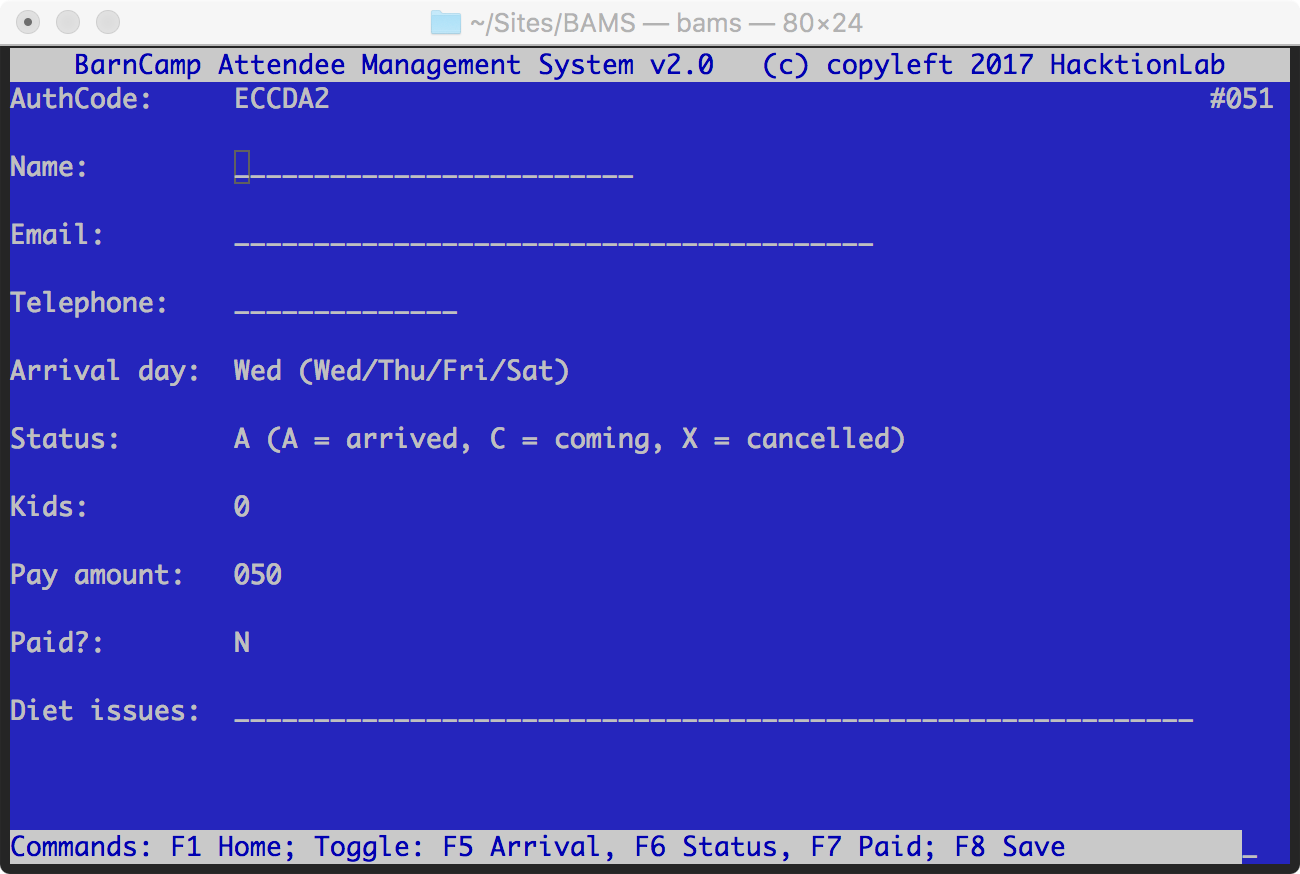 ~/Sites/BAMS — bams — 80×24
BarnCamp Attendee Management System v2.0 (c) copyleft 2017 HacktionLab
AuthCode: ECCDA2 #051
Name: _________________________
Email: ________________________________________
Telephone: ______________
Arrival day: Wed (Wed/Thu/Fri/Sat)
Status: A (A = arrived, C = coming, X = cancelled)
Kids: 0
Pay amount: 050
Paid?: N
Diet issues: ____________________________________________________________
Commands: F1 Home; Toggle: F5 Arrival, F6 Status, F7 Paid; F8 Save _